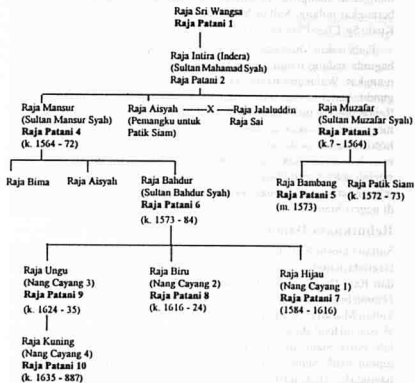 Raja Sri Wangsa
Raja Patani 1
Raja Intira (Indera)
(Sultan Mahamad Syah)
Raja Patani 2
Raja Mansur
(Sultan Mansur Syah)
Raja Patani 4
(k. 1564 - 72)
Raja Aisyah
(Pemangku untuk
Patik Siam)
X
Raja Jalaluddin
Raja Sai
Raja Muzafar
(Sultan Muzafar Syah)
Raja Patani 3
(k.? - 1564)
Raja Bima
Raja Aisyah
Raja Bahdur
(Sultan Bahdur Syah)
Raja Patani 6
(k. 1573 - 84)
Raja Bambang
Raja Patani 5
(m. 1573)
Raja Patik Siam
(k. 1572 - 73)
Raja Ungu
(Nang Cayang 3)
Raja Patani 9
(k. 1624 - 35)
Raja Biru
(Nang Cayang 2)
Raja Patani 8
(k. 1616 - 24)
Raja Hijau
(Nang Cayang 1)
Raja Patani 7
(1584 - 1616)
Raja Kuning
(Nang Cayang 4)
Raja Patani 10
(k. 1635 - 88?)